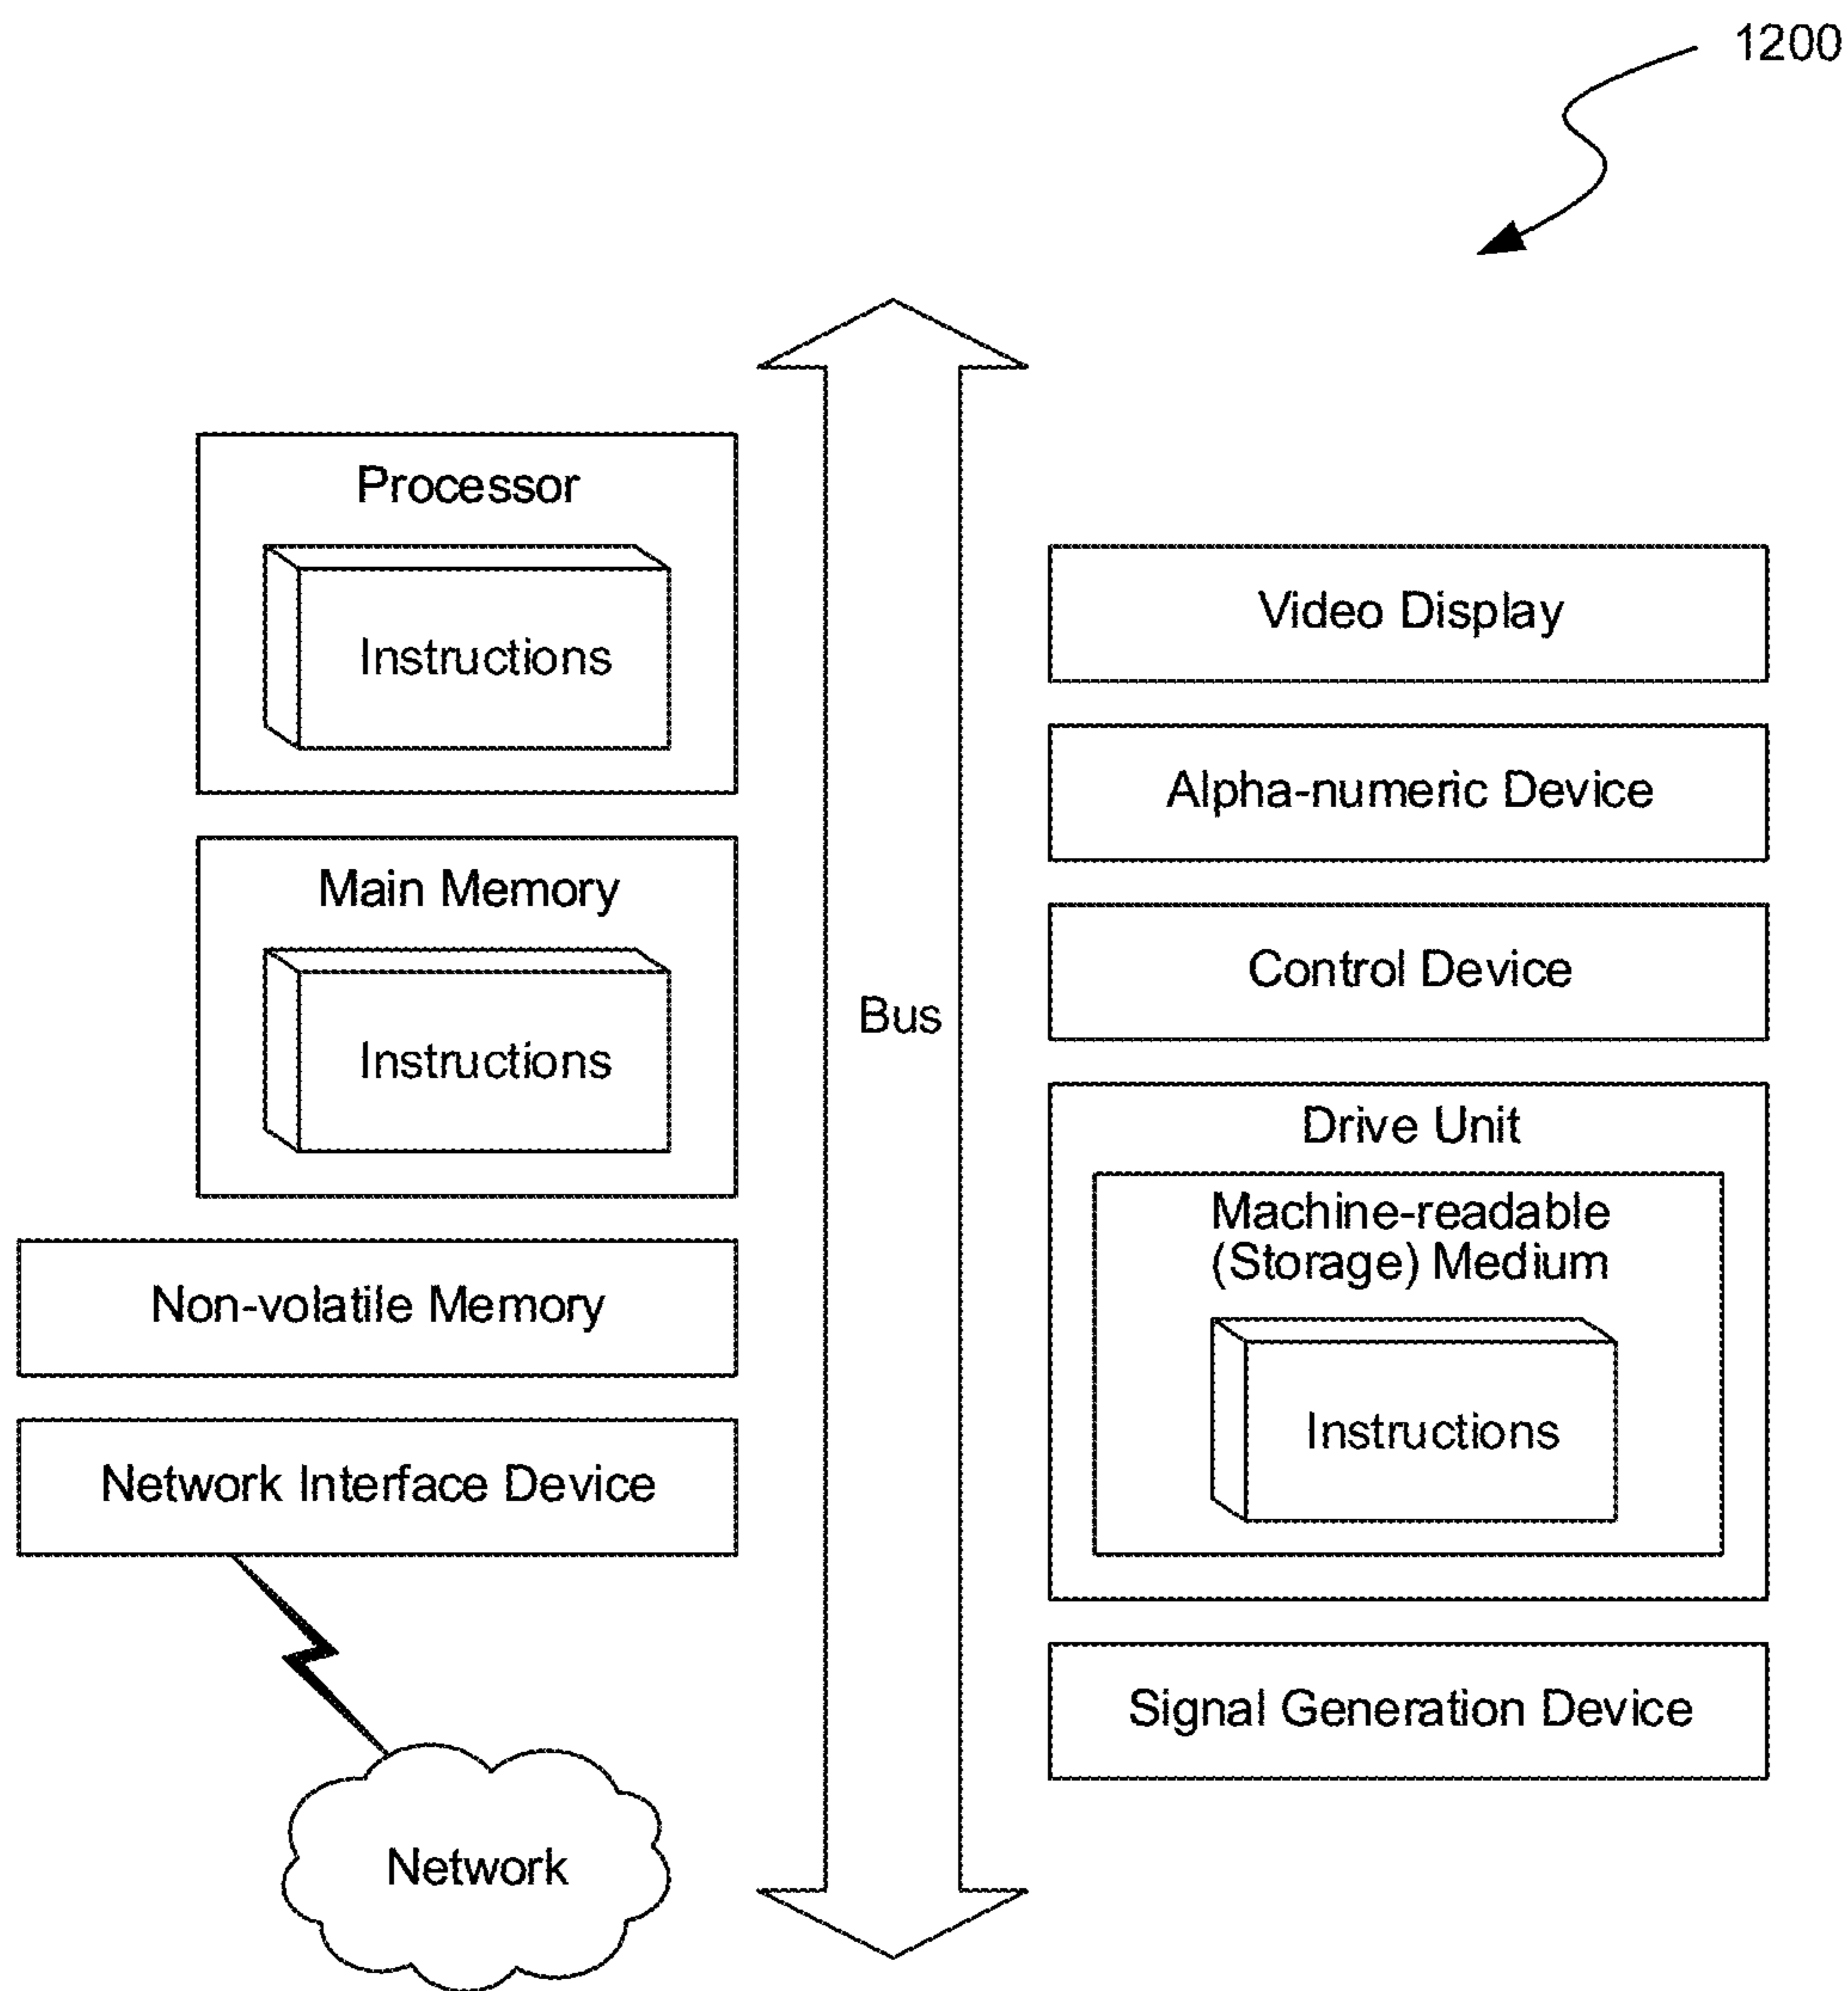 1200
Processor
Instructions
Main Memory
Instructions
Non-volatile Memory
Network Interface Device
Network
Bus
Video Display
Alpha-numeric Device
Control Device
Drive Unit
Machine-readable
(Storage) Medium
Instructions
Signal Generation Device